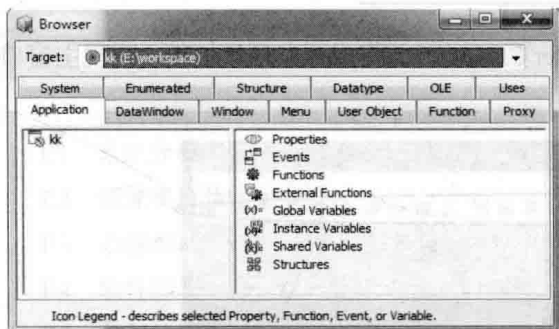 Browser
Target: kk (E:\workspace)
System Enumerated Structure Datatype OLE Uses
Application DataWindow Window Menu User Object Function Proxy
kk
Properties
Events
Functions
External Functions
Global Variables
Instance Variables
Shared Variables
Structures
Icon Legend - describes selected Property, Function, Event, or Variable.